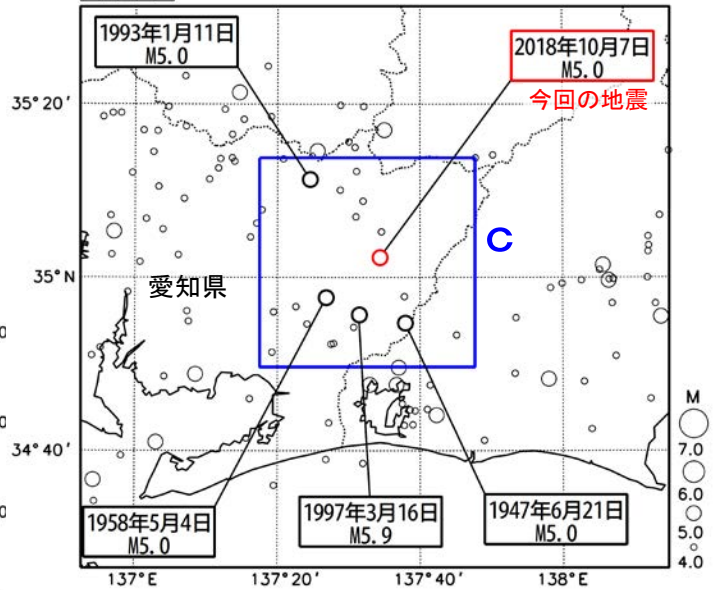 1993年1月11日
M5.0
2018年10月7日
M5.0
今回の地震
35°20′
C
35°N
愛知県
34°40′
M
7.0
6.0
5.0
4.0
1958年5月4日
M5.0
1997年3月16日
M5.9
1947年6月21日
M5.0
137°E
137°20′
137°40′
138°
0
0
0